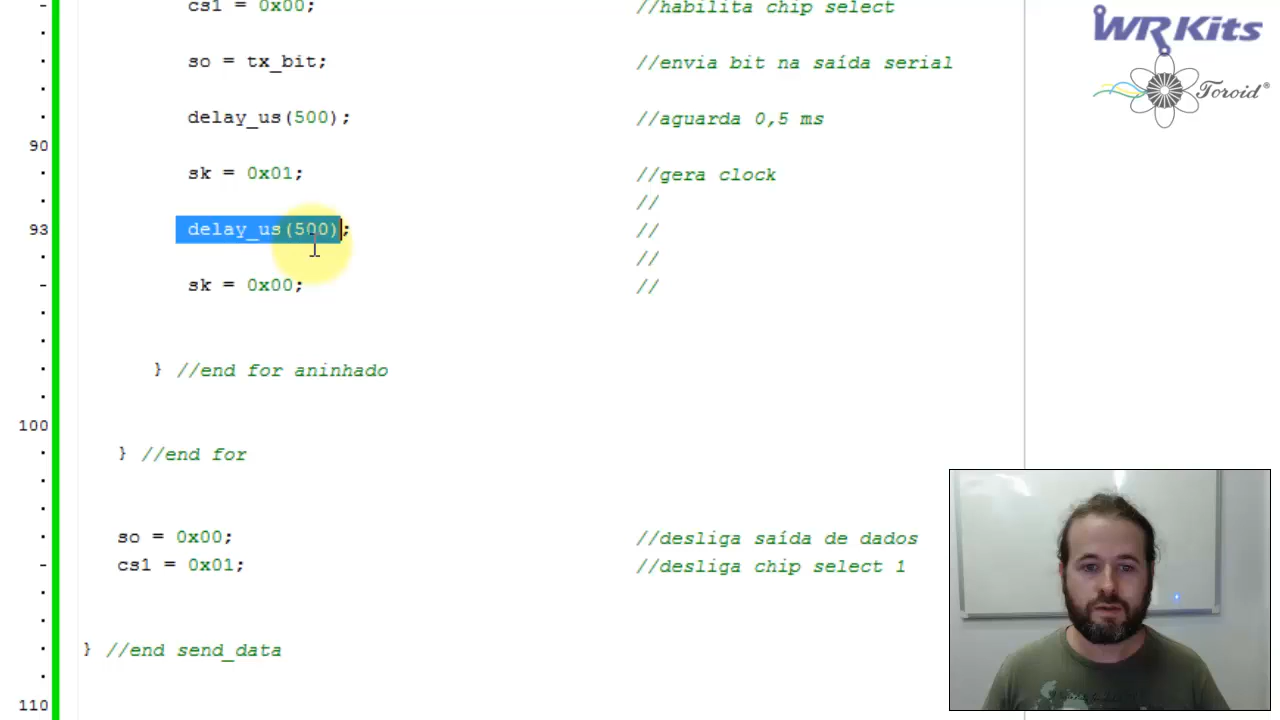 cs1 = 0x00; //habilita chip select
WR Kits
so = tx_bit; //envia bit na saída serial
Toroid®
delay_us(500); //aguarda 0,5 ms
90
sk = 0x01; //gera clock
//
93 delay_us(500); //
//
sk = 0x00; //
} //end for aninhado
100
} //end for
so = 0x00; //desliga saída de dados
cs1 = 0x01; //desliga chip select 1
} //end send_data
110